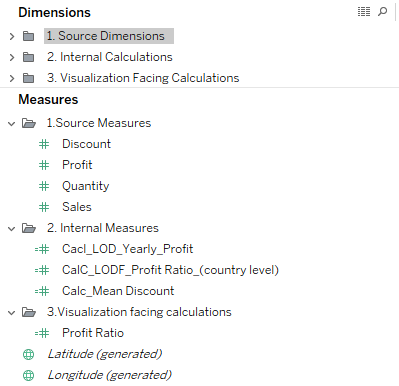 Dimensions
1. Source Dimensions
2. Internal Calculations
3. Visualization Facing Calculations
Measures
1.Source Measures
Discount
Profit
Quantity
Sales
2. Internal Measures
Cacl_LOD_Yearly_Profit
CalC_LODF_Profit Ratio_(country level)
Calc_Mean Discount
3.Visualization facing calculations
Profit Ratio
Latitude (generated)
Longitude (generated)